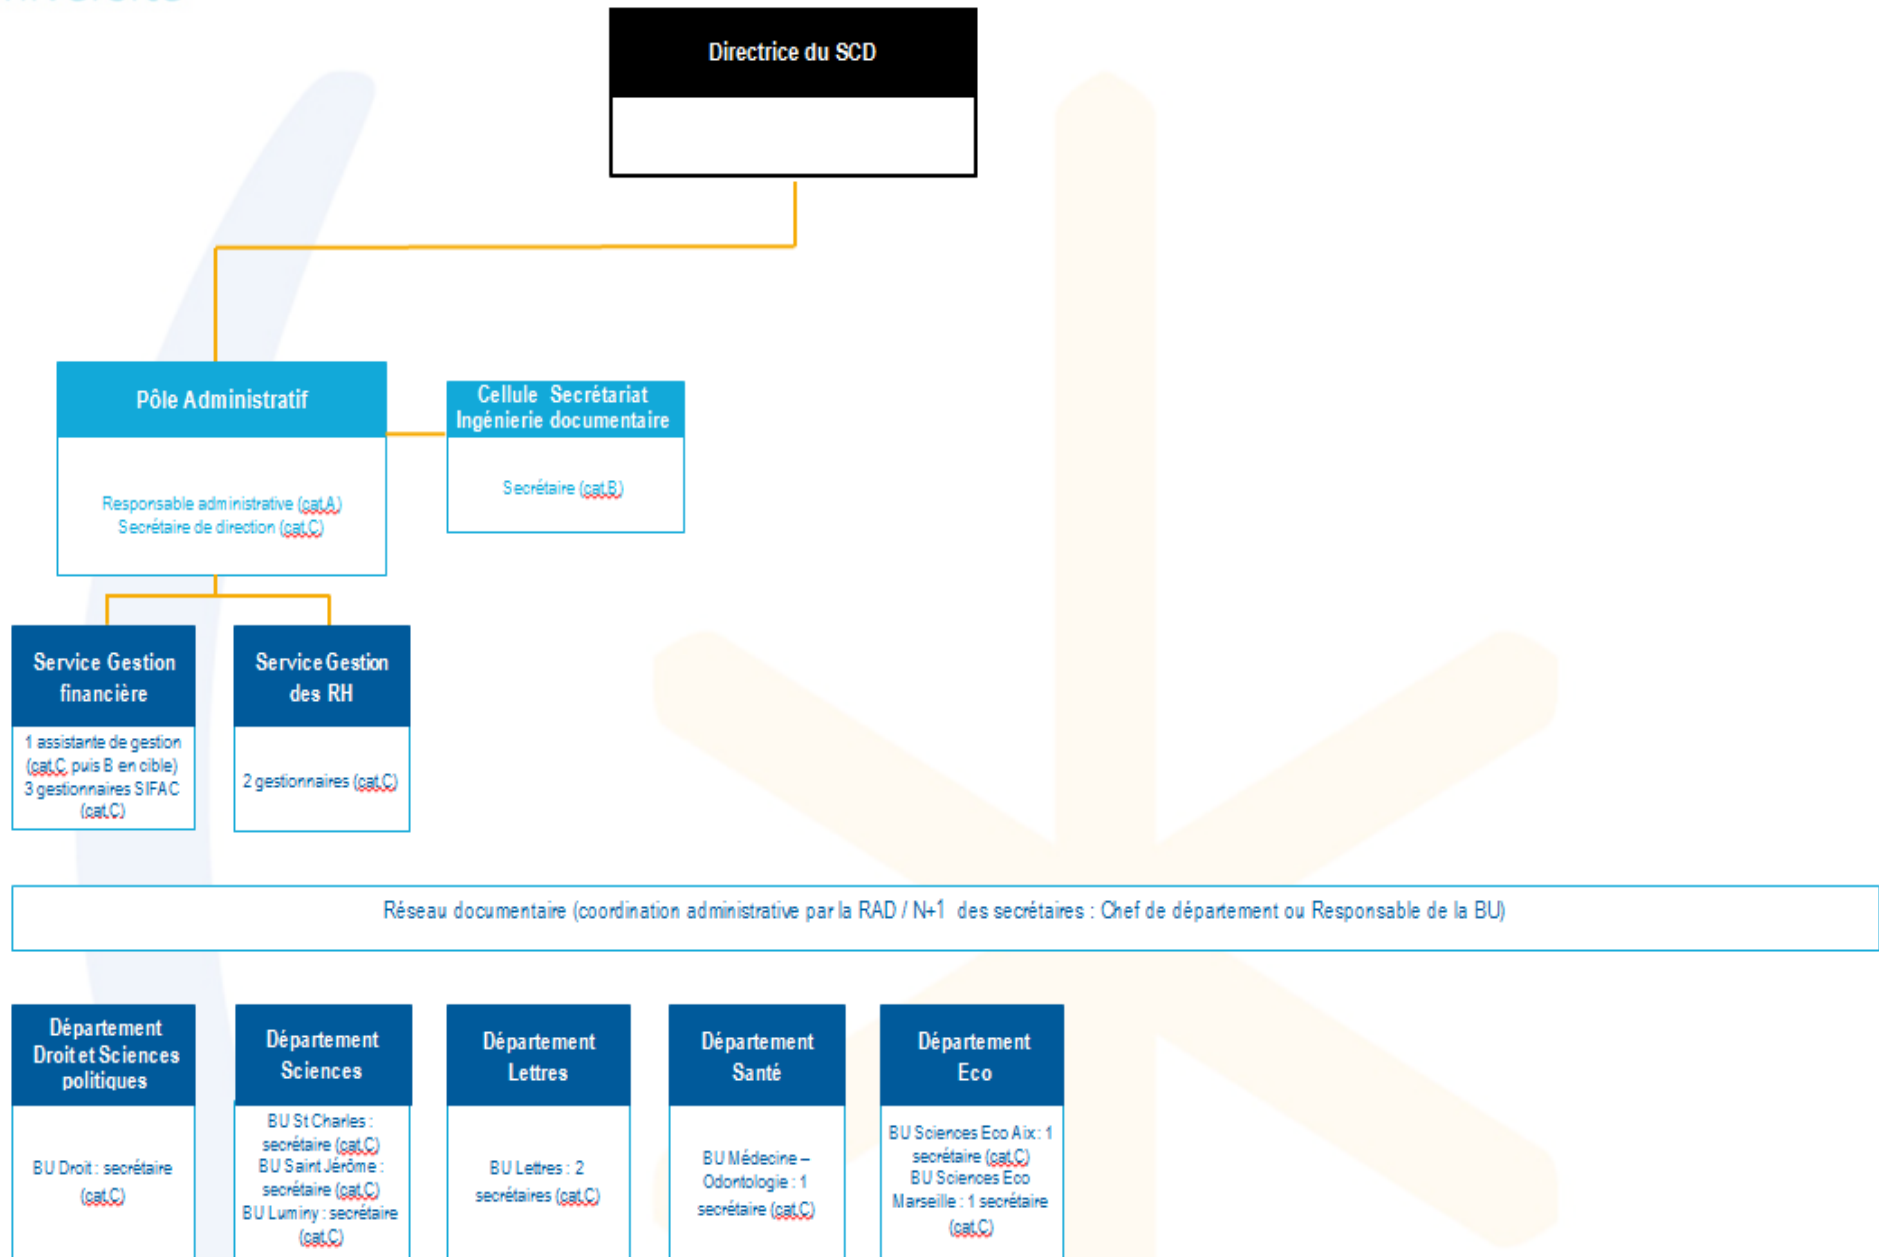 Directrice du SCD
Pôle Administratif
Responsable administrative (cat.A)
Secrétaire de direction (cat.C)
Cellule Secrétariat
Ingénierie documentaire
Secrétaire (cat.B)
Service Gestion
financière
1 assistante de gestion
(cat.C puis B en cible)
3 gestionnaires SIFAC
(cat.C)
Service Gestion
des RH
2 gestionnaires (cat.C)
Réseau documentaire (coordination administrative par la RAD / N+1 des secrétaires : Chef de département ou Responsable de la BU)
Département
Droit et Sciences
politiques
BU Droit : secrétaire
(cat.C)
Département
Sciences
BU St Charles :
secrétaire (cat.C)
BU Saint Jérôme :
secrétaire (cat.C)
BU Luminy : secrétaire
(cat.C)
Département
Lettres
BU Lettres : 2
secrétaires (cat.C)
Département
Santé
BU Médecine –
Odontologie : 1
secrétaire (cat.C)
Département
Eco
BU Sciences Eco Aix : 1
secrétaire (cat.C)
BU Sciences Eco
Marseille : 1 secrétaire
(cat.C)